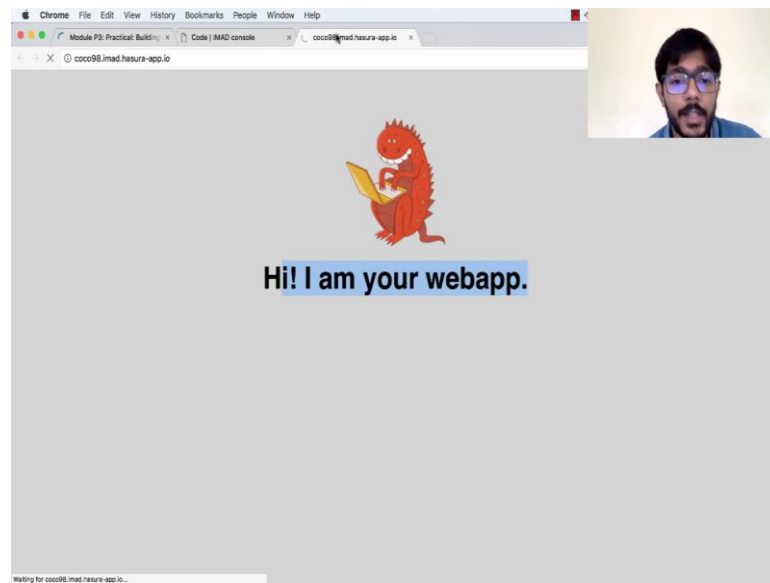 Chrome File Edit View History Bookmarks People Window Help
Module P3: Practical: Building
Code | IMAD console
coco98.imad.hasura-app.io
coco98.imad.hasura-app.io
Hi! I am your webapp.
Waiting for coco98.imad.hasura-app.io...